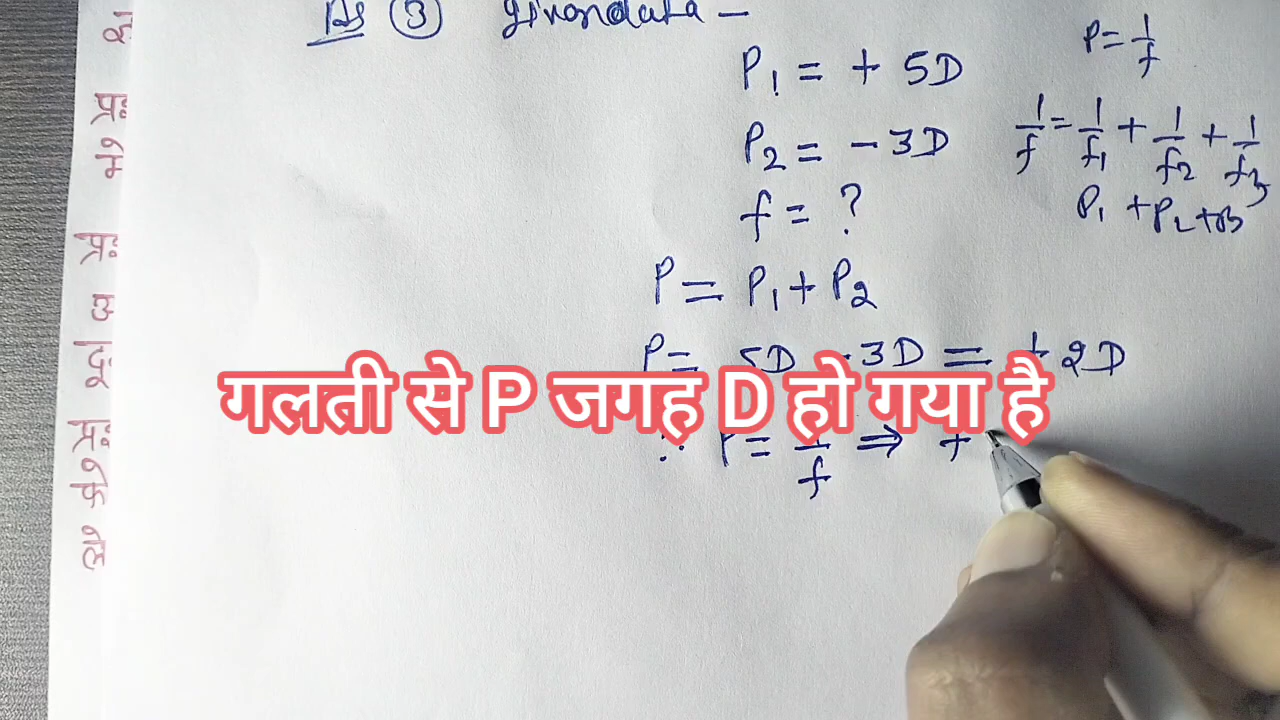 Ans ③ Given data –
P₁ = + 5D
P₂ = – 3D
f = ?
P = P₁ + P₂
P = 5D – 3D = + 2D
∴ P = 1/f ⇒ +
P = 1/f
1/f = 1/f₁ + 1/f₂ + 1/f₃
P₁ + P₂ + P₃
गलती से P जगह D हो गया है